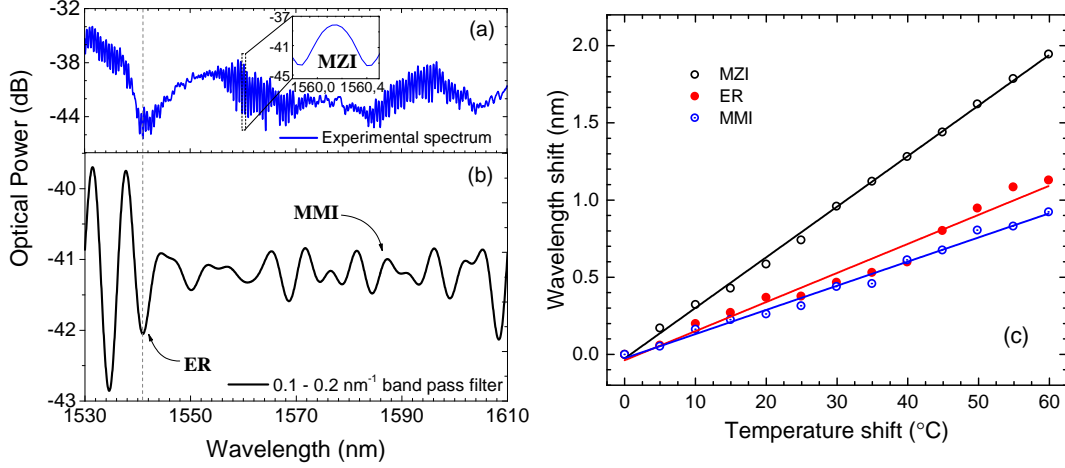 -32
-38
-44
(a)
-37
-41
-45
MZI
1560,0 1560,4
Experimental spectrum
Optical Power (dB)
-40
-41
-42
-43
(b)
MMI
ER
0.1 - 0.2 nm⁻¹ band pass filter
1530 1550 1570 1590 1610
Wavelength (nm)
2.0
1.5
1.0
0.5
0.0
Wavelength shift (nm)
MZI
ER
MMI
(c)
0 10 20 30 40 50 60
Temperature shift (°C)